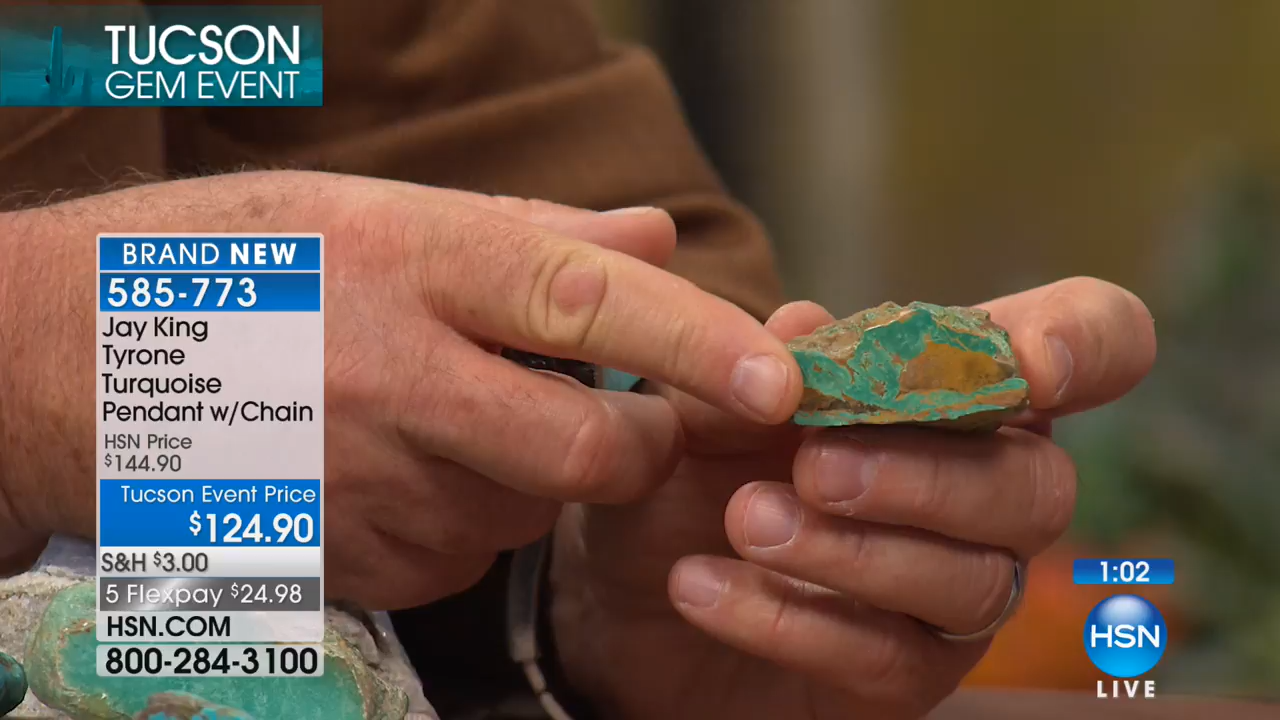 TUCSON
GEM EVENT
BRAND NEW
585-773
Jay King
Tyrone
Turquoise
Pendant w/Chain
HSN Price
$144.90
Tucson Event Price
$124.90
S&H $3.00
5 Flexpay $24.98
HSN.COM
800-284-3100
1:02
HSN
LIVE